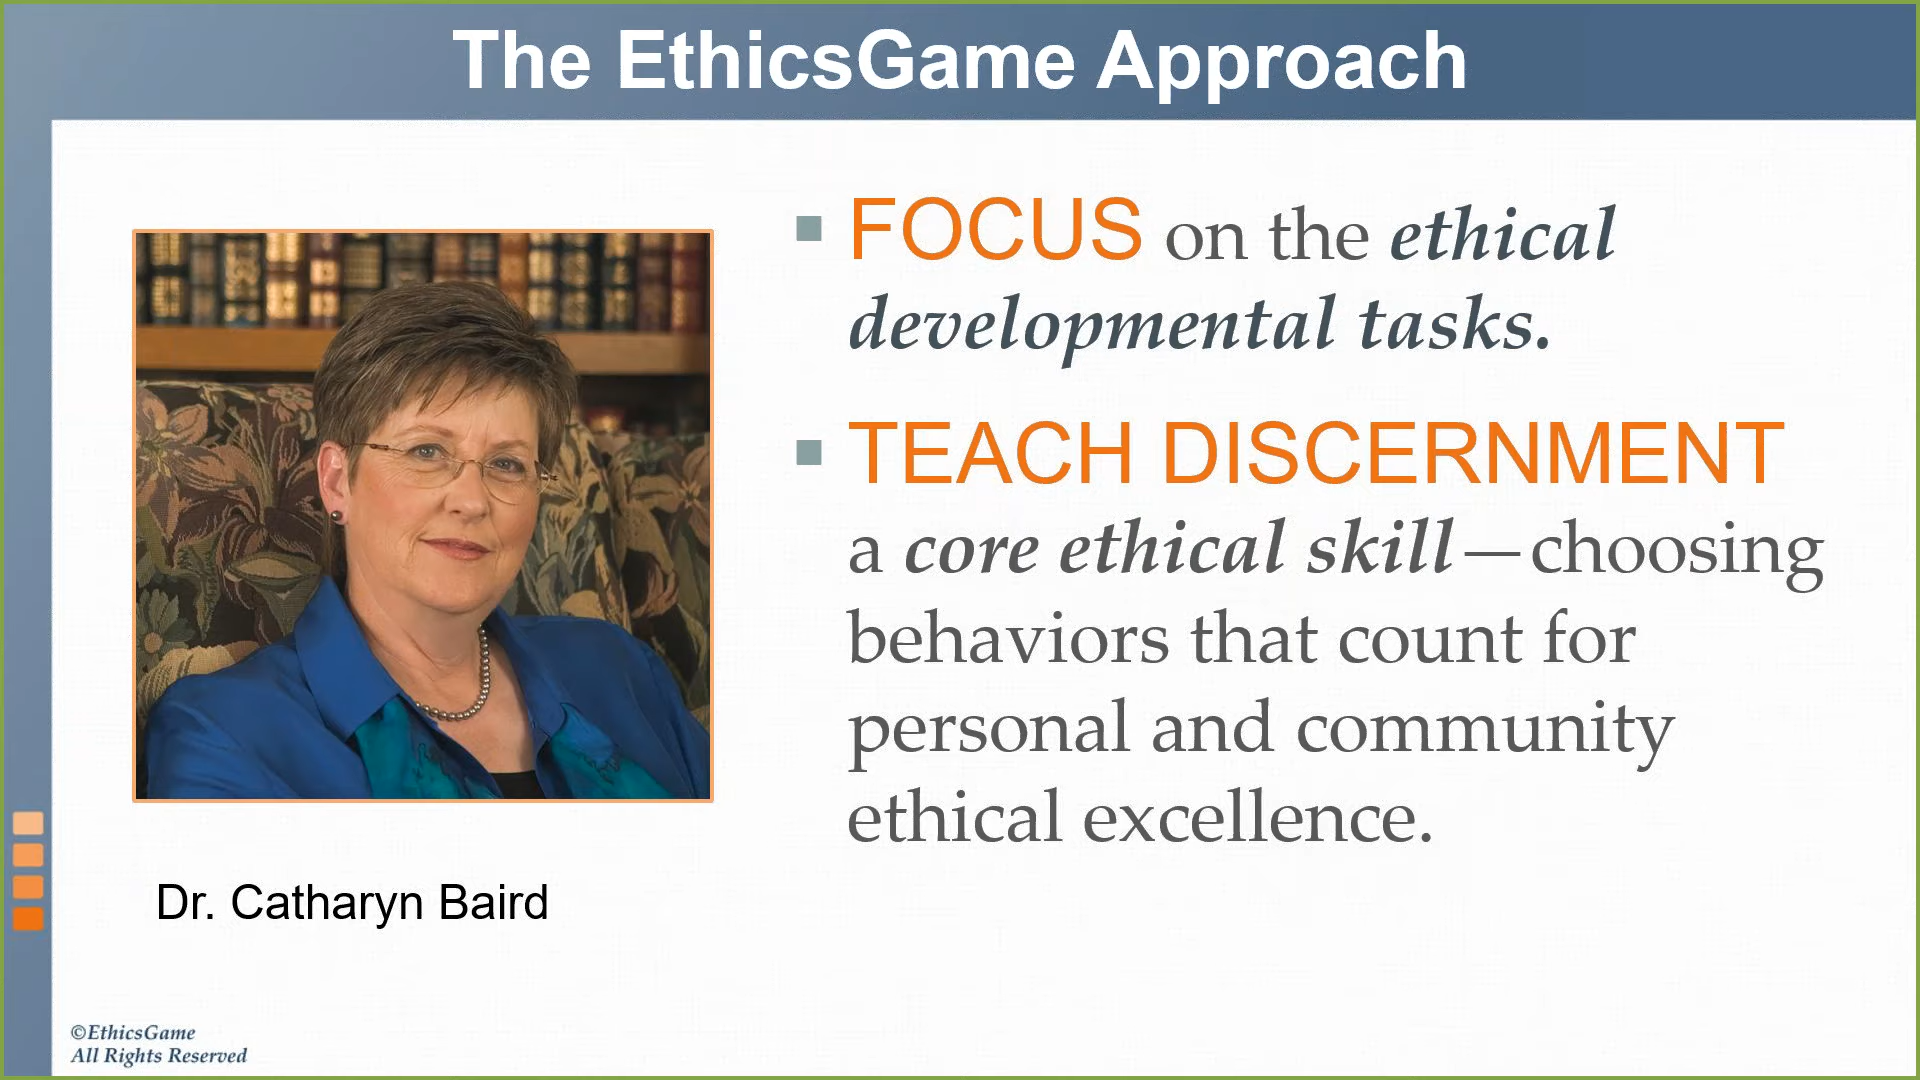 The EthicsGame Approach
FOCUS on the ethical
developmental tasks.
TEACH DISCERNMENT
a core ethical skill—choosing
behaviors that count for
personal and community
ethical excellence.
Dr. Catharyn Baird
©EthicsGame
All Rights Reserved